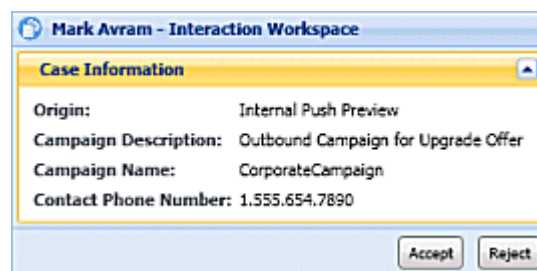 Mark Avram - Interaction Workspace
Case Information
Origin: Internal Push Preview
Campaign Description: Outbound Campaign for Upgrade Offer
Campaign Name: CorporateCampaign
Contact Phone Number: 1.555.654.7890
Accept Reject